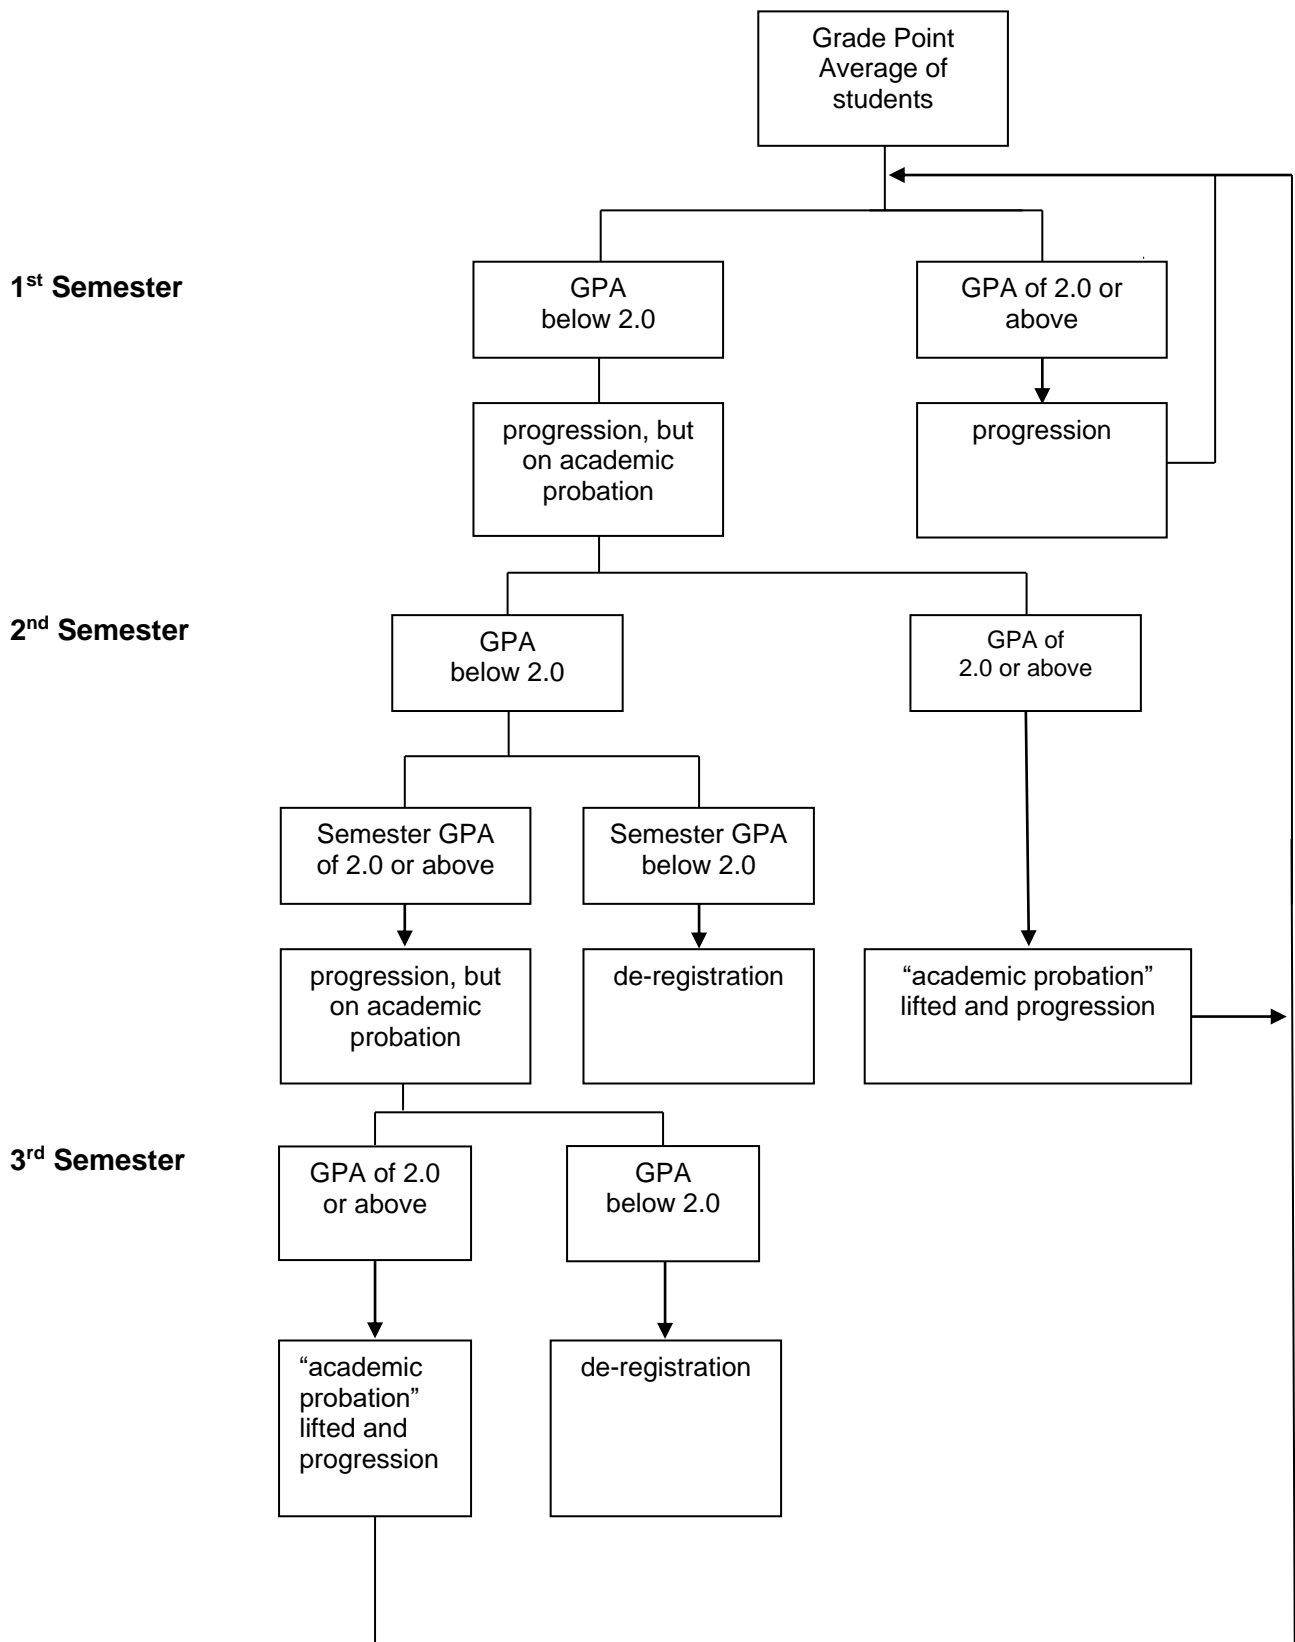 Grade Point
Average of
students
1st Semester
GPA
below 2.0
GPA of 2.0 or
above
progression, but
on academic
probation
progression
2nd Semester
GPA
below 2.0
GPA of
2.0 or above
Semester GPA
of 2.0 or above
Semester GPA
below 2.0
progression, but
on academic
probation
de-registration
“academic probation”
lifted and progression
3rd Semester
GPA of 2.0
or above
GPA
below 2.0
“academic
probation”
lifted and
progression
de-registration